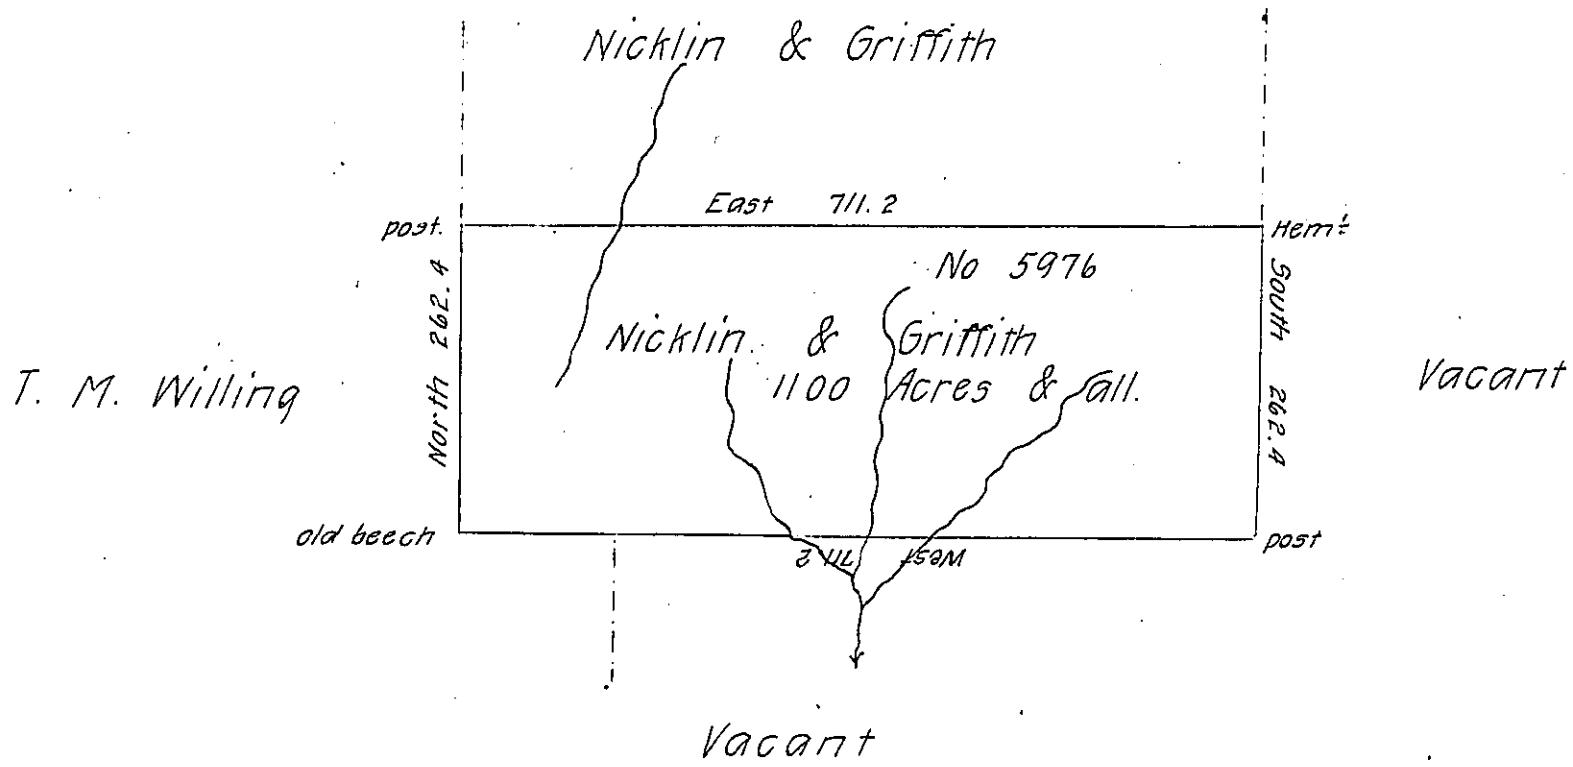 Nicklin & Griffith
East 711.2
post.
Hem^t
No 5976
North 262.4
South 262.4
Nicklin & Griffith
1100 Acres & all.
T. M. Willing
Vacant
old beech
post
West 711.2
Vacant